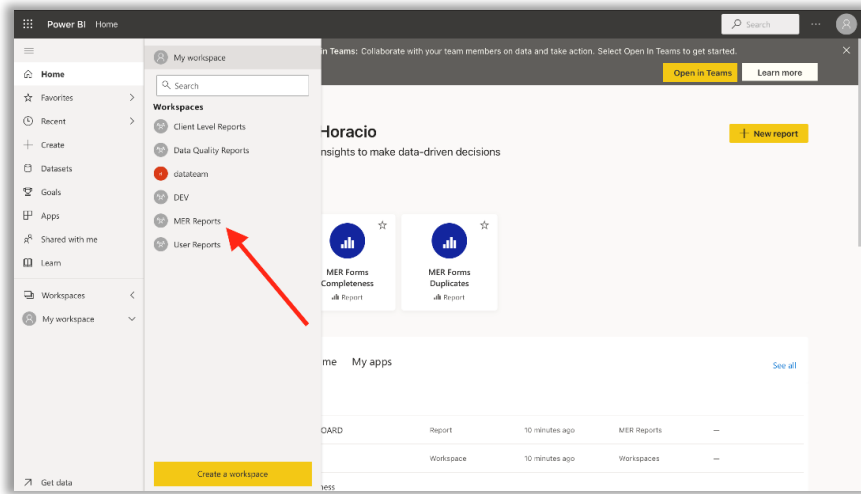 Power BI Home
Search
Home
Favorites
Recent
Create
Datasets
Goals
Apps
Shared with me
Learn
Workspaces
My workspace
Get data
My workspace
Search
Workspaces
Client Level Reports
Data Quality Reports
datateam
DEV
MER Reports
User Reports
Create a workspace
n Teams: Collaborate with your team members on data and take action. Select Open In Teams to get started.
Open in Teams Learn more
Horacio
nsights to make data-driven decisions
New report
MER Forms
Completeness
Report
MER Forms
Duplicates
Report
me My apps
See all
OARD Report 10 minutes ago MER Reports —
Workspace 10 minutes ago Workspaces —
ness